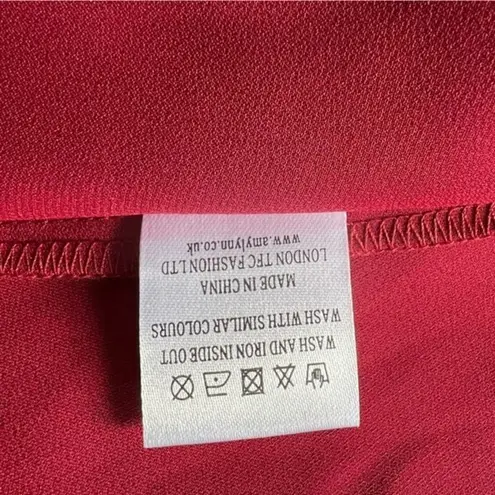 WASH AND IRON INSIDE OUT
WASH WITH SIMILAR COLOURS
MADE IN CHINA
LONDON TFC FASHION LTD
www.amylynn.co.uk